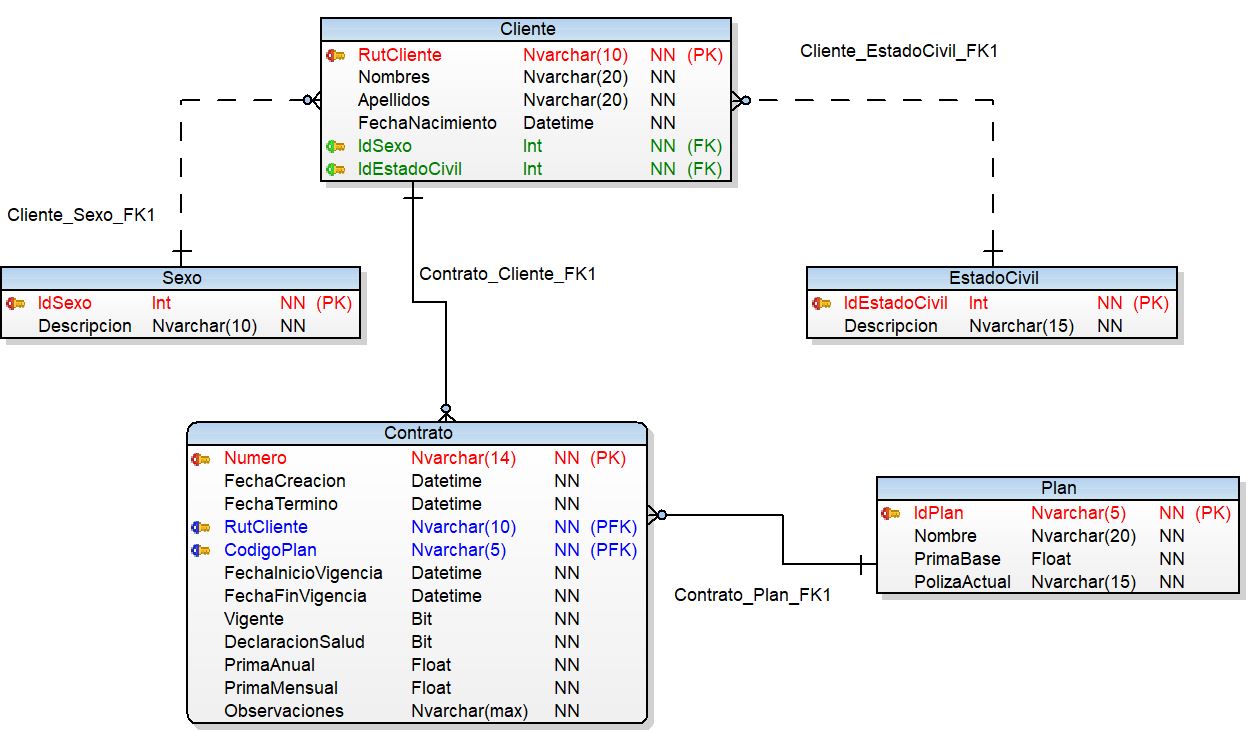 Cliente
RutCliente Nvarchar(10) NN (PK)
Nombres Nvarchar(20) NN
Apellidos Nvarchar(20) NN
FechaNacimiento Datetime NN
IdSexo Int NN (FK)
IdEstadoCivil Int NN (FK)
Cliente_EstadoCivil_FK1
Cliente_Sexo_FK1
Contrato_Cliente_FK1
Sexo
IdSexo Int NN (PK)
Descripcion Nvarchar(10) NN
EstadoCivil
IdEstadoCivil Int NN (PK)
Descripcion Nvarchar(15) NN
Contrato
Numero Nvarchar(14) NN (PK)
FechaCreacion Datetime NN
FechaTermino Datetime NN
RutCliente Nvarchar(10) NN (PFK)
CodigoPlan Nvarchar(5) NN (PFK)
FechaInicioVigencia Datetime NN
FechaFinVigencia Datetime NN
Vigente Bit NN
DeclaracionSalud Bit NN
PrimaAnual Float NN
PrimaMensual Float NN
Observaciones Nvarchar(max) NN
Plan
IdPlan Nvarchar(5) NN (PK)
Nombre Nvarchar(20) NN
PrimaBase Float NN
PolizaActual Nvarchar(15) NN
Contrato_Plan_FK1